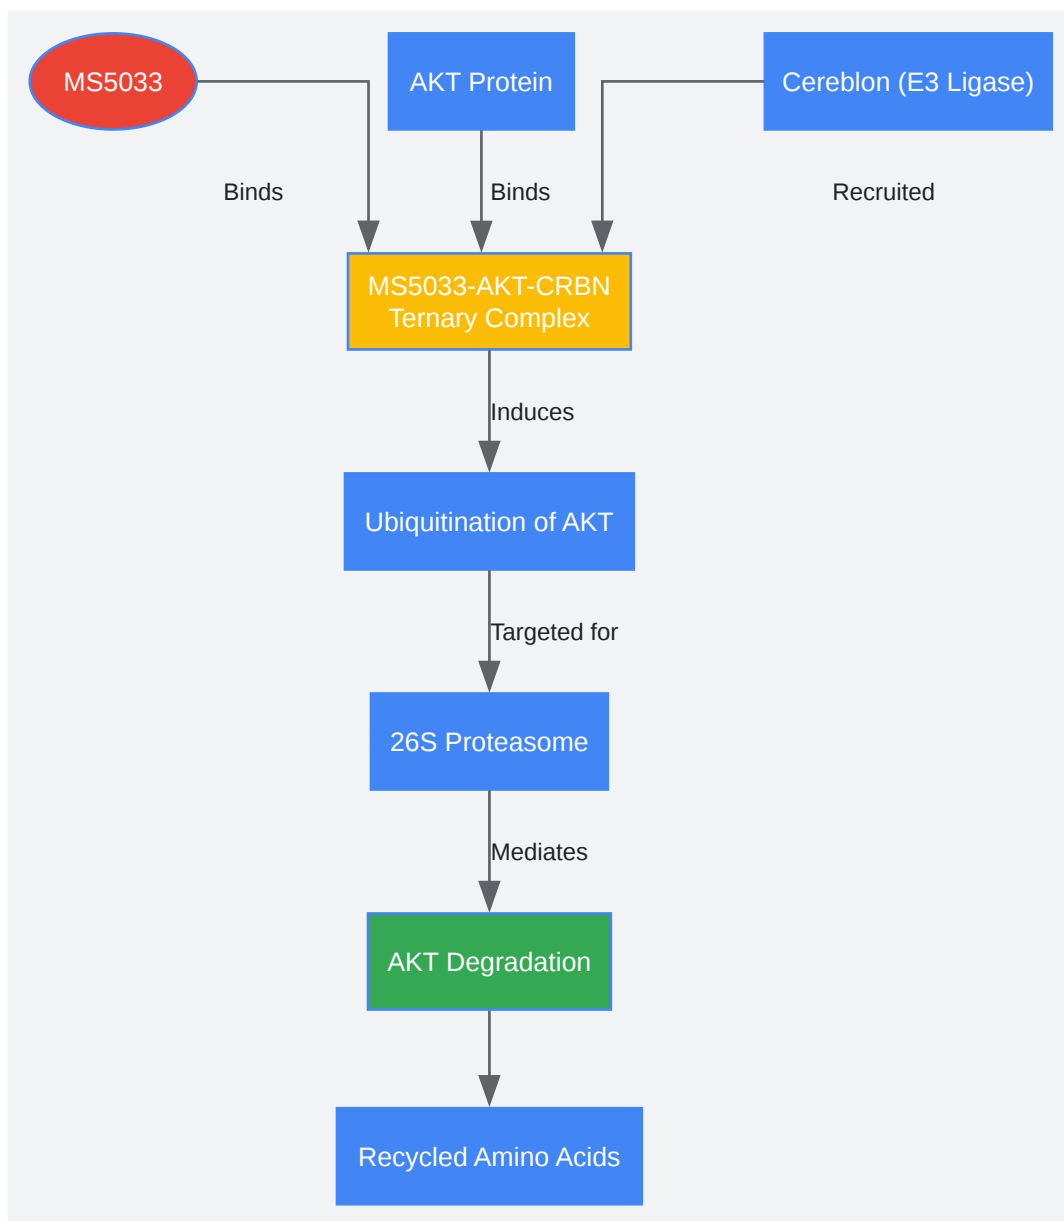 MS5033
AKT Protein
Cereblon (E3 Ligase)
Binds
Binds
Recruited
MS5033-AKT-CRBN
Ternary Complex
Induces
Ubiquitination of AKT
Targeted for
26S Proteasome
Mediates
AKT Degradation
Recycled Amino Acids